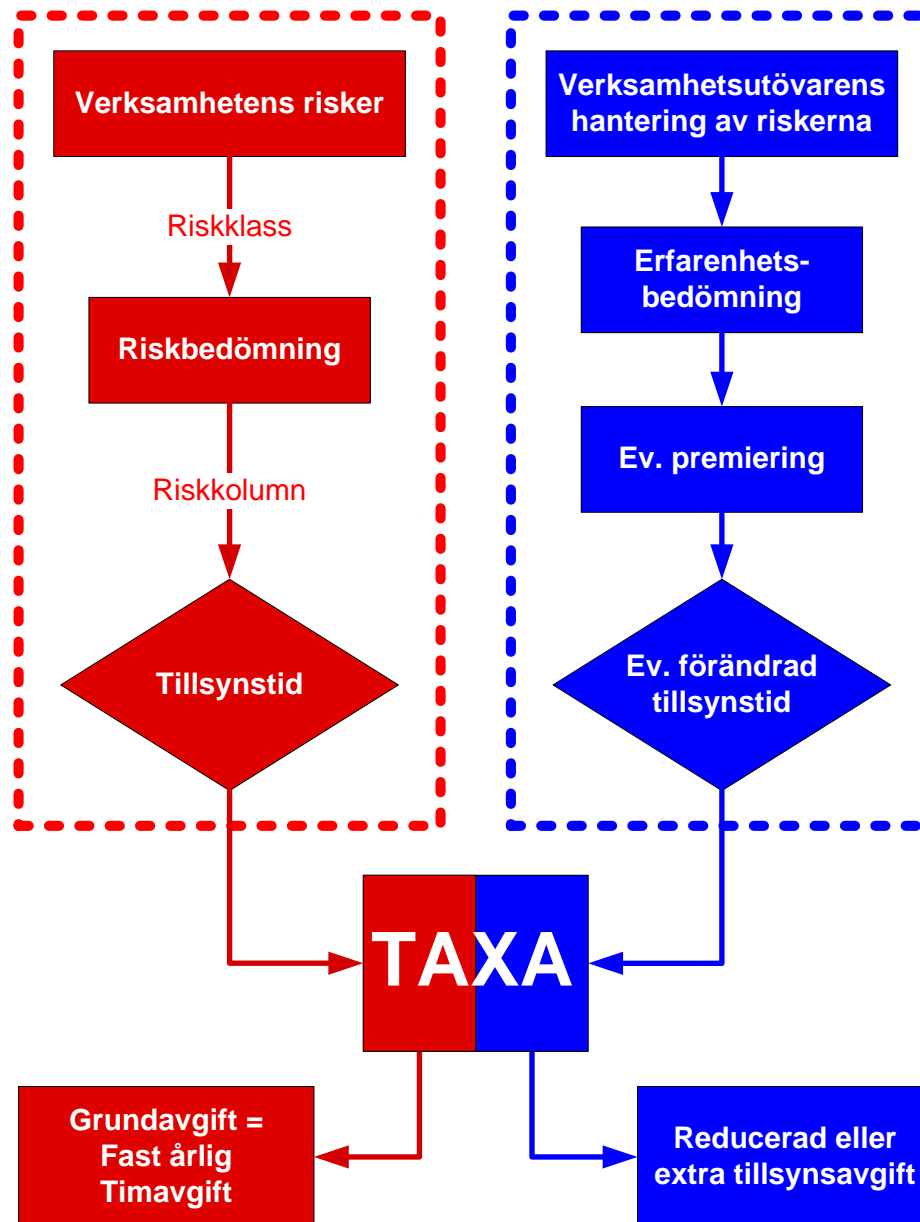 Verksamhetens risker
Riskklass
Riskbedömning
Riskkolumn
Tillsynstid
Verksamhetsutövarens
hantering av riskerna
Erfarenhets-
bedömning
Ev. premiering
Ev. förändrad
tillsynstid
TAXA
Grundavgift =
Fast årlig
Timavgift
Reducerad eller
extra tillsynsavgift